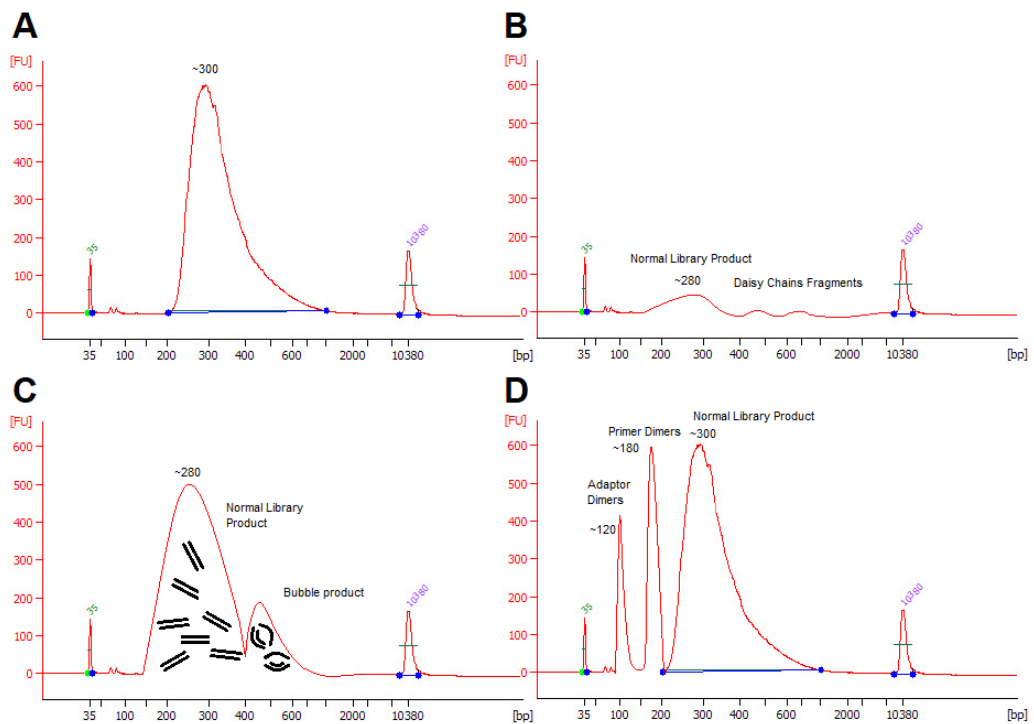 A
[FU]
~300
600
500
400
300
200
100
0
35
10380
35 100 200 300 400 600 2000 10380 [bp]
B
[FU]
600
500
400
300
200
100
0
35
Normal Library Product
~280
Daisy Chains Fragments
10380
35 100 200 300 400 600 2000 10380 [bp]
C
[FU]
600
500
400
300
200
100
0
~280
Normal Library
Product
Bubble product
35
10380
35 100 200 300 400 600 2000 10380 [bp]
D
[FU]
600
500
400
300
200
100
0
Normal Library Product
Primer Dimers
~300
~180
Adaptor
Dimers
~120
35
10380
35 100 200 300 400 600 2000 10380 [bp]